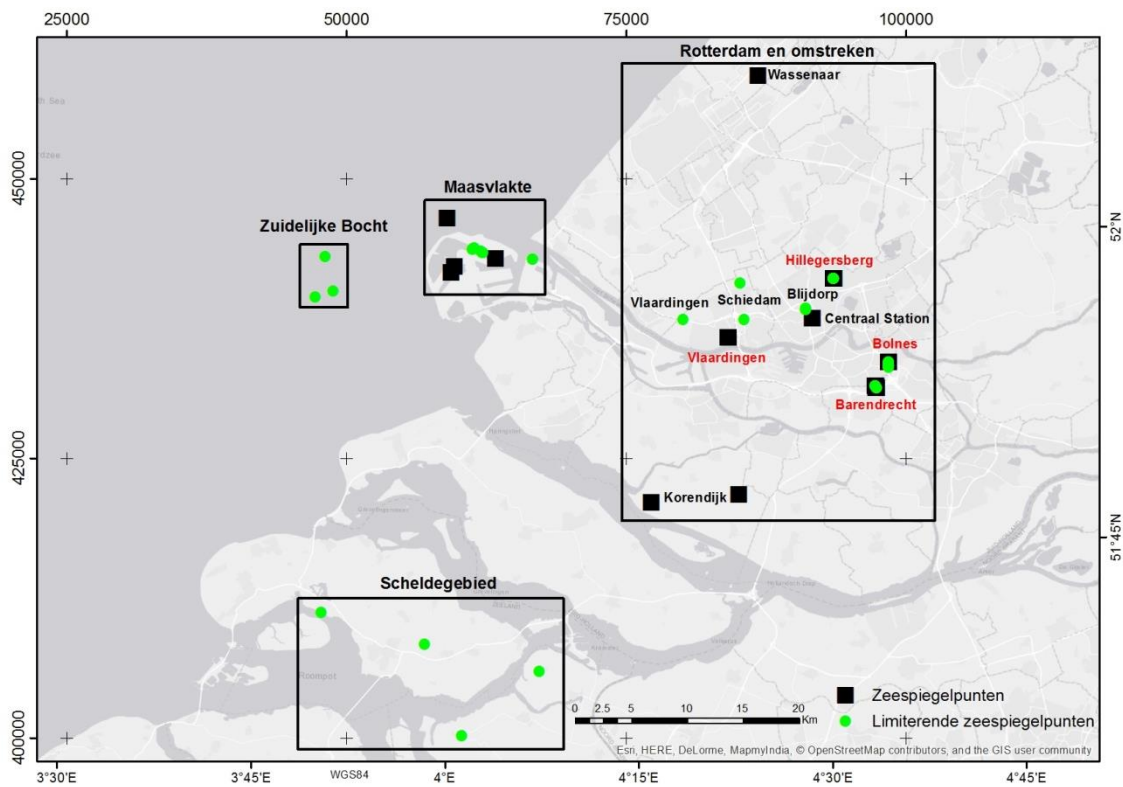 25000 50000 75000 100000
Rotterdam en omstreken
Wassenaar
th Sea
450000
Maasvlakte
Zuidelijke Bocht
52°N
Hillegersberg
Blijdorp
Vlaardingen
Schiedam
Centraal Station
Vlaardingen
Bolnes
Barendrecht
425000
Korendijk
51°45'N
Scheldegebied
Roompot
Zeespiegelpunten
0 2.5 5 10 15 20
Km
Limiterende zeespiegelpunten
400000
Esri, HERE, DeLorme, MapmyIndia, © OpenStreetMap contributors, and the GIS user community
3°30'E 3°45'E WGS84 4°E 4°15'E 4°30'E 4°45'E